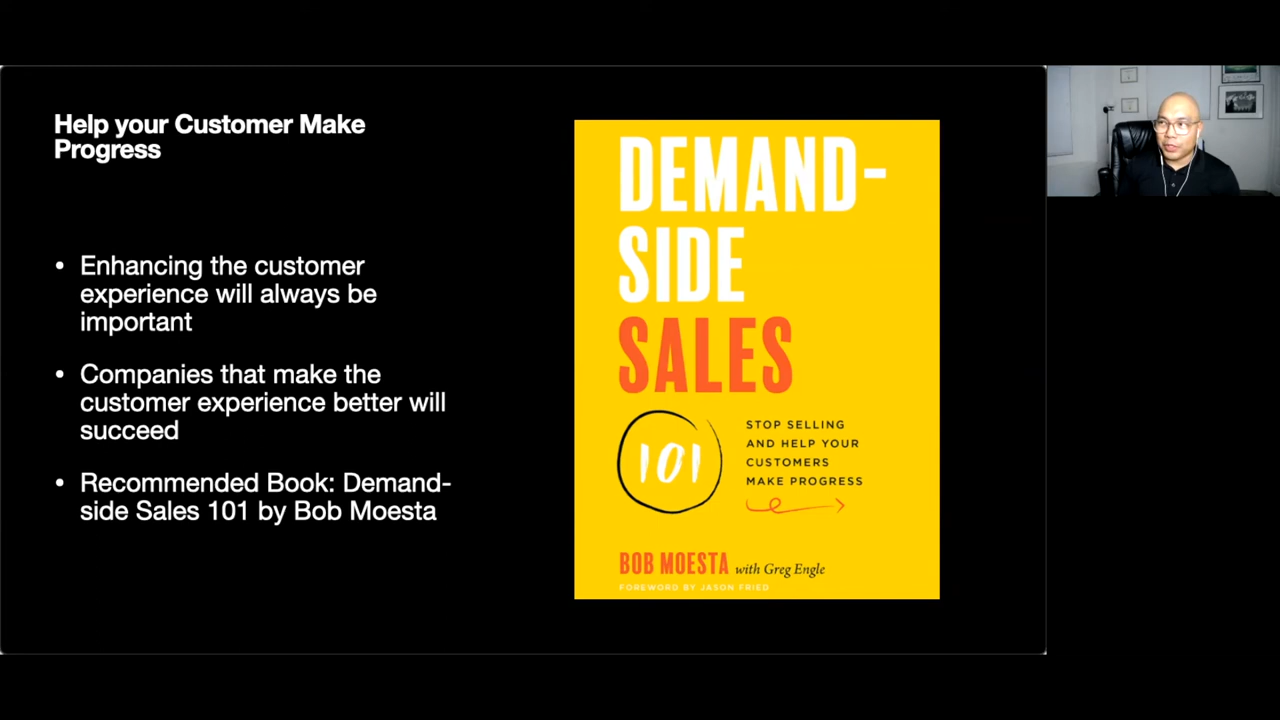 Help your Customer Make
Progress
• Enhancing the customer
experience will always be
important
• Companies that make the
customer experience better will
succeed
• Recommended Book: Demand-
side Sales 101 by Bob Moesta
DEMAND-
SIDE
SALES
101
STOP SELLING
AND HELP YOUR
CUSTOMERS
MAKE PROGRESS
BOB MOESTA with Greg Engle
FOREWORD BY JASON FRIED